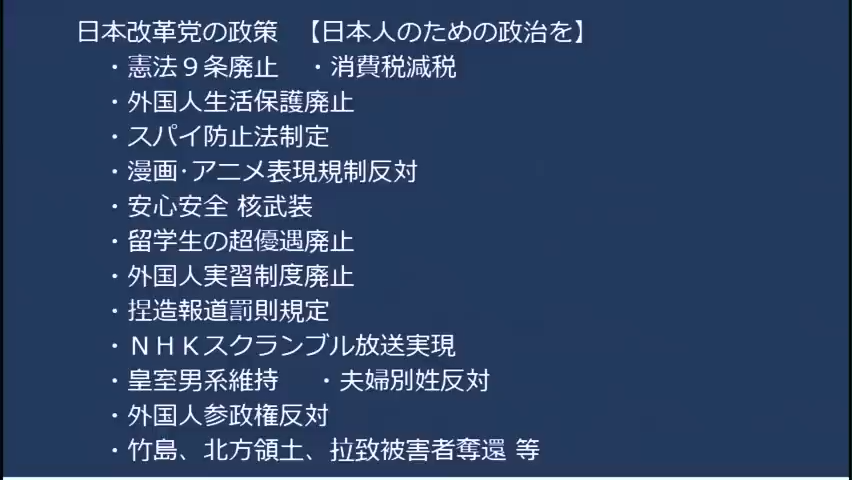 日本改革党の政策 【日本人のための政治を】
・憲法９条廃止 ・消費税減税
・外国人生活保護廃止
・スパイ防止法制定
・漫画･アニメ表現規制反対
・安心安全 核武装
・留学生の超優遇廃止
・外国人実習制度廃止
・捏造報道罰則規定
・ＮＨＫスクランブル放送実現
・皇室男系維持 ・夫婦別姓反対
・外国人参政権反対
・竹島、北方領土、拉致被害者奪還 等